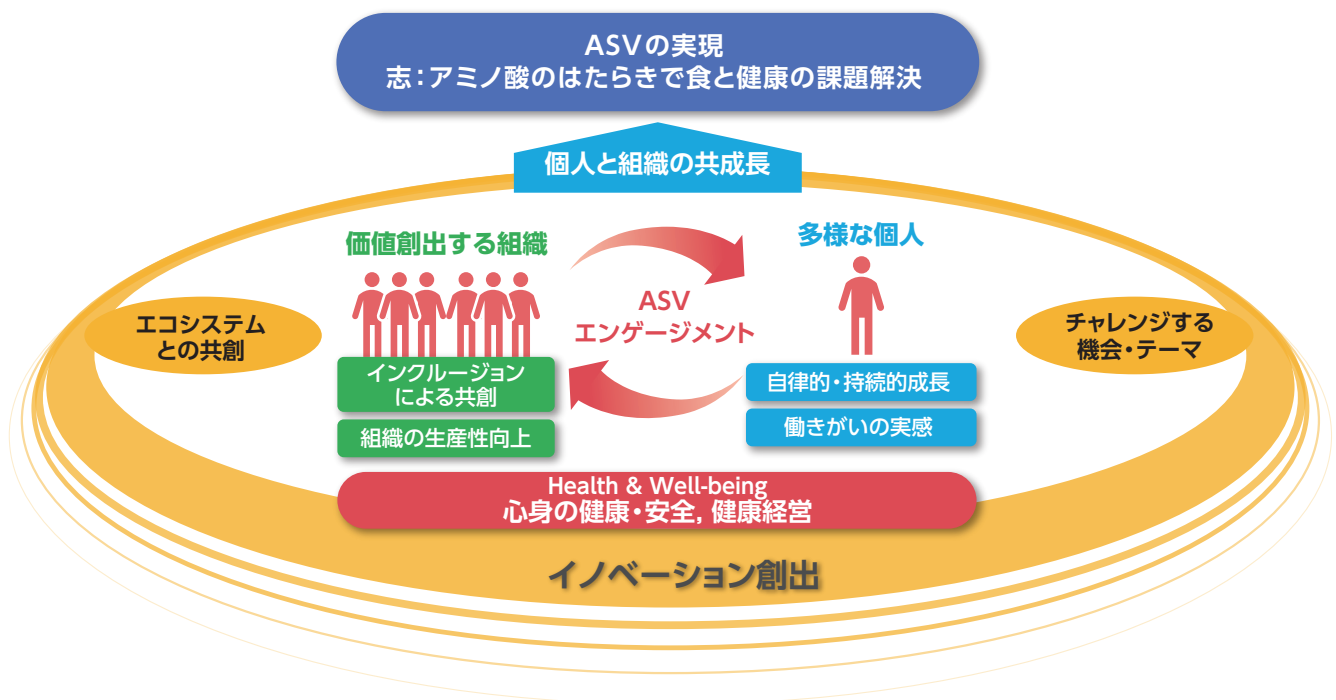 ASVの実現
志：アミノ酸のはたらきで食と健康の課題解決
個人と組織の共成長
価値創出する組織
多様な個人
ASV
エンゲージメント
エコシステム
との共創
チャレンジする
機会・テーマ
インクルージョン
による共創
組織の生産性向上
自律的・持続的成長
働きがいの実感
Health & Well-being
心身の健康・安全, 健康経営
イノベーション創出